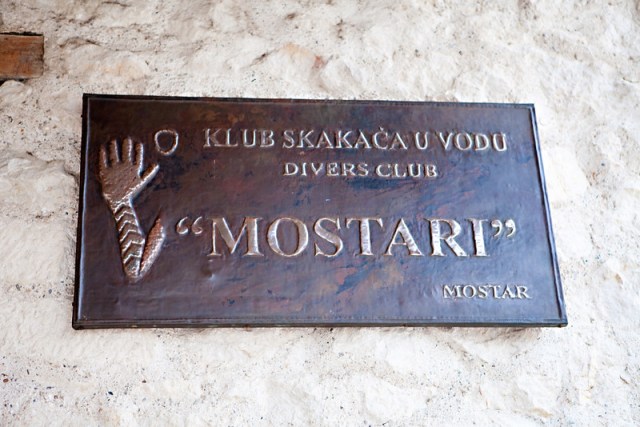 KLUB SKAKAČA U VODU
DIVERS CLUB
“MOSTARI”
MOSTAR